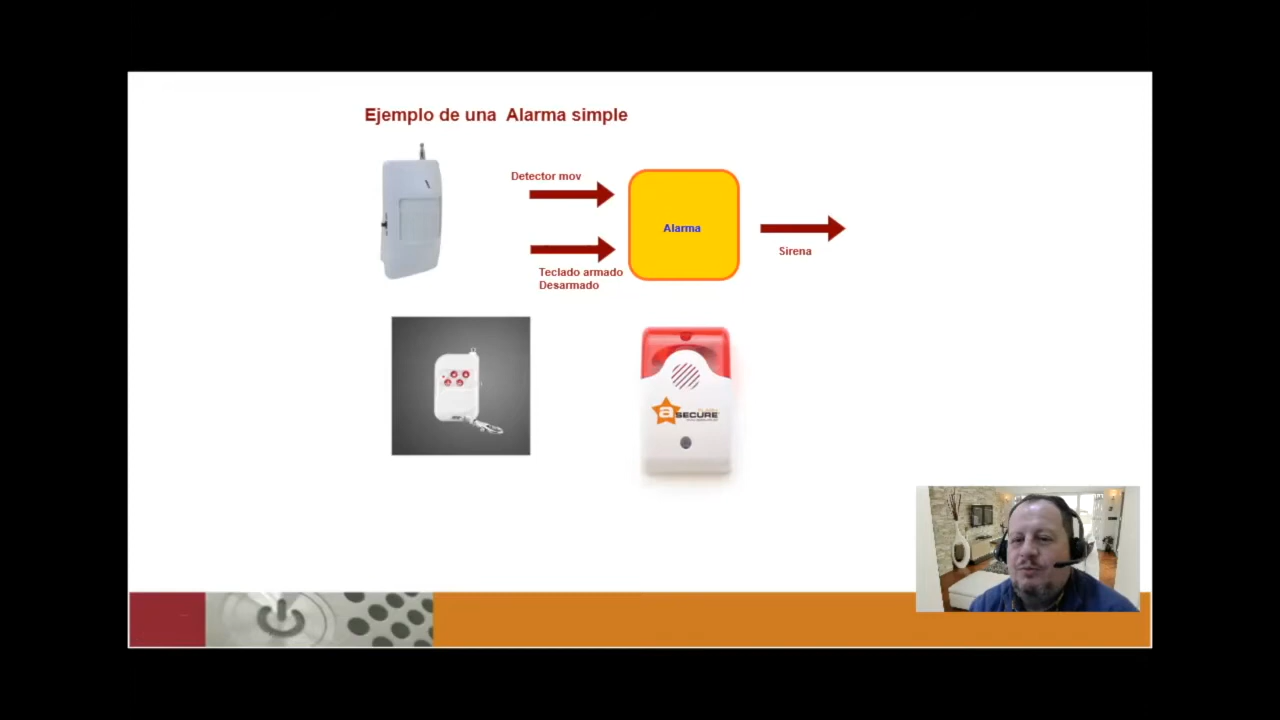 Ejemplo de una Alarma simple
Detector mov
Alarma
Sirena
Teclado armado
Desarmado
a SECURE